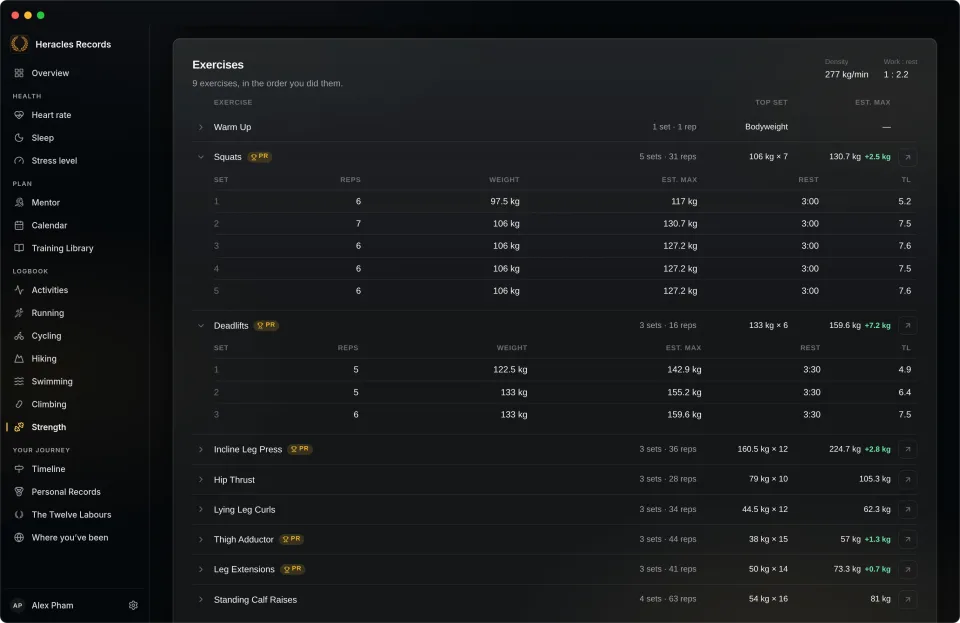 Heracles Records
Overview
HEALTH
Heart rate
Sleep
Stress level
PLAN
Mentor
Calendar
Training Library
LOGBOOK
Activities
Running
Cycling
Hiking
Swimming
Climbing
Strength
YOUR JOURNEY
Timeline
Personal Records
The Twelve Labours
Where you've been
AP Alex Pham
Exercises
9 exercises, in the order you did them.
Density Work : rest
277 kg/min 1 : 2.2
EXERCISE TOP SET EST. MAX
Warm Up 1 set · 1 rep Bodyweight —
Squats PR 5 sets · 31 reps 106 kg × 7 130.7 kg +2.5 kg
SET REPS WEIGHT EST. MAX REST TL
1 6 97.5 kg 117 kg 3:00 5.2
2 7 106 kg 130.7 kg 3:00 7.5
3 6 106 kg 127.2 kg 3:00 7.6
4 6 106 kg 127.2 kg 3:00 7.5
5 6 106 kg 127.2 kg 3:00 7.6
Deadlifts PR 3 sets · 16 reps 133 kg × 6 159.6 kg +7.2 kg
SET REPS WEIGHT EST. MAX REST TL
1 5 122.5 kg 142.9 kg 3:30 4.9
2 5 133 kg 155.2 kg 3:30 6.4
3 6 133 kg 159.6 kg 3:30 7.5
Incline Leg Press PR 3 sets · 36 reps 160.5 kg × 12 224.7 kg +2.8 kg
Hip Thrust 3 sets · 28 reps 79 kg × 10 105.3 kg
Lying Leg Curls 3 sets · 34 reps 44.5 kg × 12 62.3 kg
Thigh Adductor PR 3 sets · 44 reps 38 kg × 15 57 kg +1.3 kg
Leg Extensions PR 3 sets · 41 reps 50 kg × 14 73.3 kg +0.7 kg
Standing Calf Raises 4 sets · 63 reps 54 kg × 16 81 kg